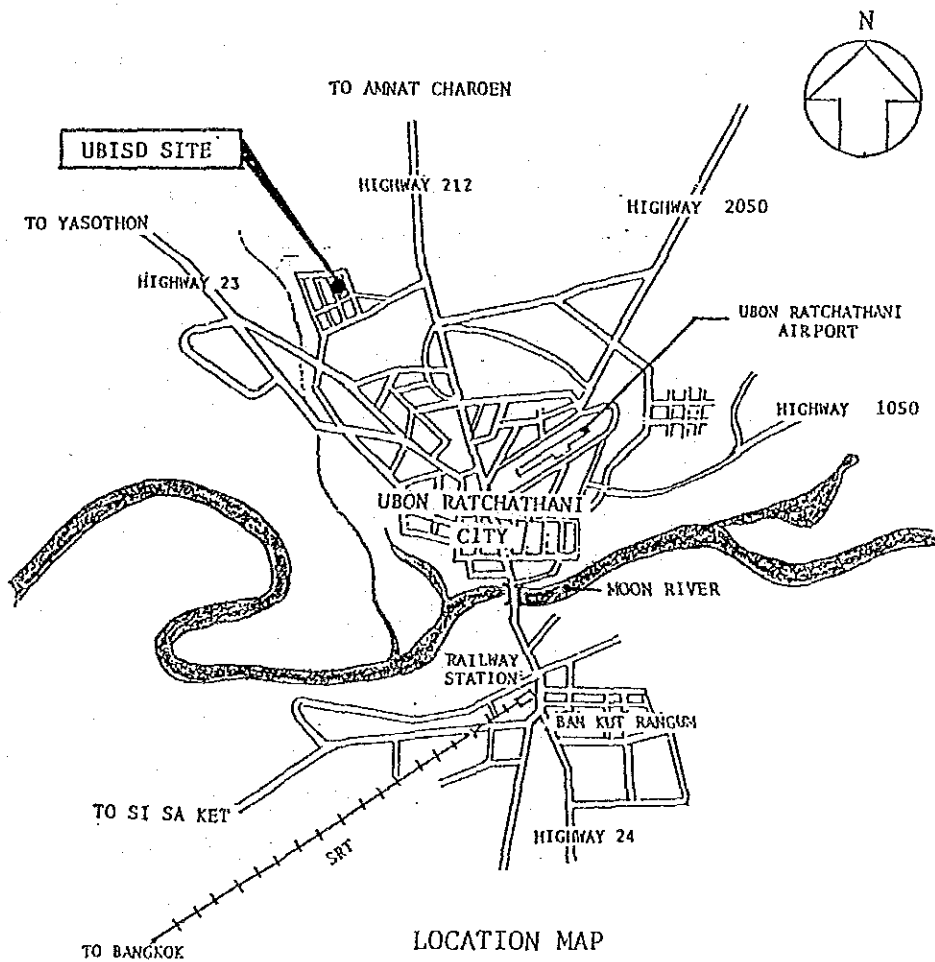 N
TO AMNAT CHAROEN
UBISD SITE
HIGHWAY 212
HIGHWAY 2050
TO YASOTHON
HIGHWAY 23
UBON RATCHATHANI
AIRPORT
HIGHWAY 1050
UBON RATCHATHANI
CITY
MOON RIVER
RAILWAY
STATION
BAN KUT RANGUM
TO SI SA KET
HIGHWAY 24
SRT
TO BANGKOK
LOCATION MAP